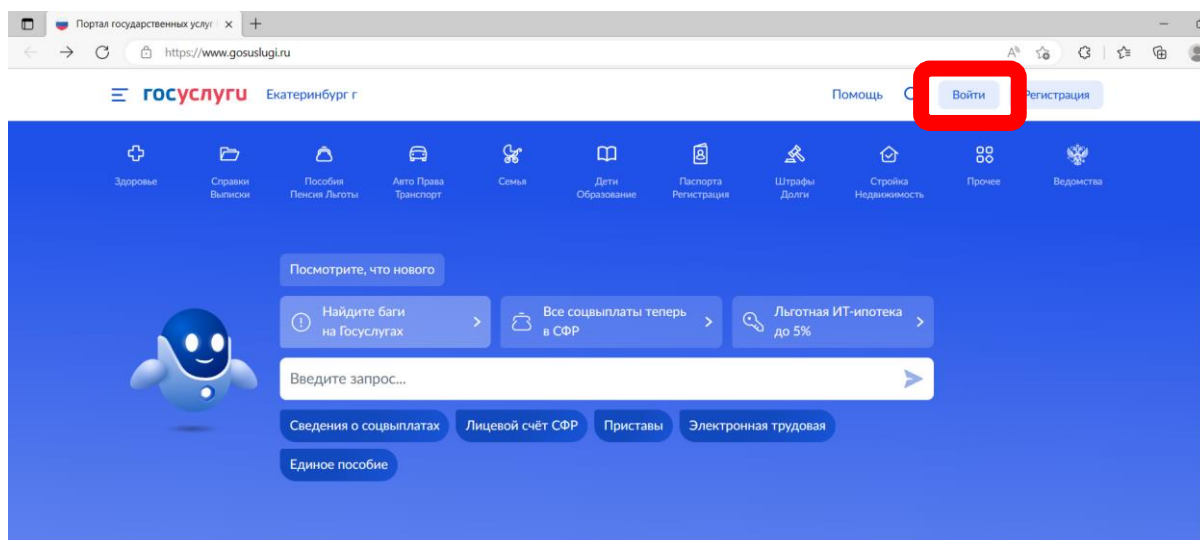 Портал государственных услуг
https://www.gosuslugi.ru
госуслуги Екатеринбург г Помощь Войти Регистрация
Здоровье
Справки
Выписки
Пособия
Пенсия Льготы
Авто Права
Транспорт
Семья
Дети
Образование
Паспорта
Регистрация
Штрафы
Долги
Стройка
Недвижимость
Прочее
Ведомства
Посмотрите, что нового
Найдите баги
на Госуслугах
Все соцвыплаты теперь
в СФР
Льготная ИТ-ипотека
до 5%
Введите запрос...
Сведения о соцвыплатах Лицевой счёт СФР Приставы Электронная трудовая
Единое пособие